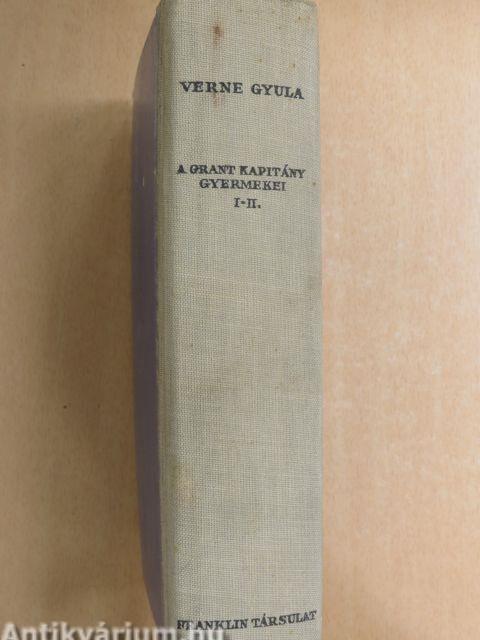 VERNE GYULA
A GRANT KAPITÁNY
GYERMEKEI
I-II.
FRANKLIN TÁRSULAT
Antikvárium.hu